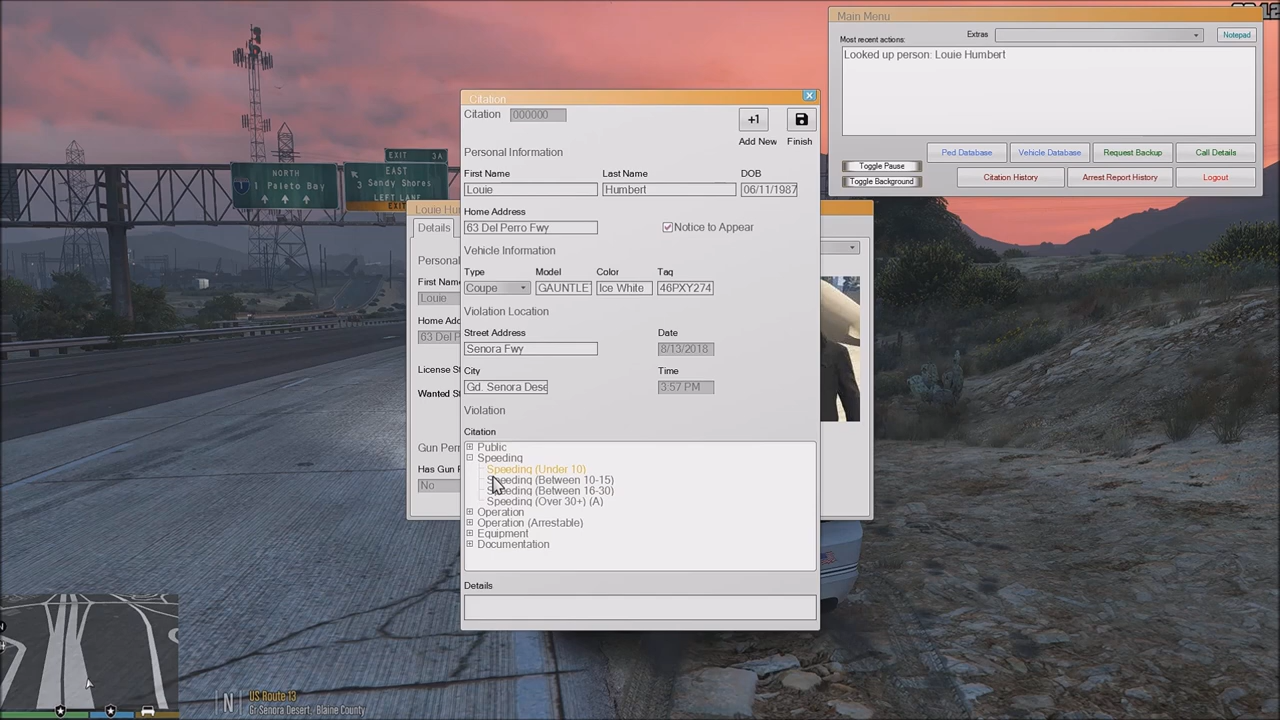 Main Menu
Most recent actions:
Extras
Notepad
Looked up person: Louie Humbert
Toggle Pause
Toggle Background
Ped Database
Vehicle Database
Request Backup
Call Details
Citation History
Arrest Report History
Logout
NORTH
1 Paleto Bay
EXIT 3A
EAST
3 Sandy Shores
LEFT LANE
Citation
Citation
000000
+1
Add New
Finish
Personal Information
First Name
Last Name
DOB
Louie
Humbert
06/11/1987
Home Address
63 Del Perro Fwy
Notice to Appear
Vehicle Information
Type
Model
Color
Tag
Coupe
GAUNTLE
Ice White
46PXY274
Violation Location
Street Address
Date
Senora Fwy
8/13/2018
City
Time
Gd. Senora Dese
3:57 PM
Violation
Citation
Public
Speeding
Speeding (Under 10)
Speeding (Between 10-15)
Speeding (Between 16-30)
Speeding (Over 30+) (A)
Operation
Operation (Arrestable)
Equipment
Documentation
Details
Louie Hu
Details
Personal
First Name
Louie
Home Add
63 Del P
License St
Wanted St
Gun Perm
Has Gun P
No
N
US Route 13
Gr Senora Desert, Blaine County